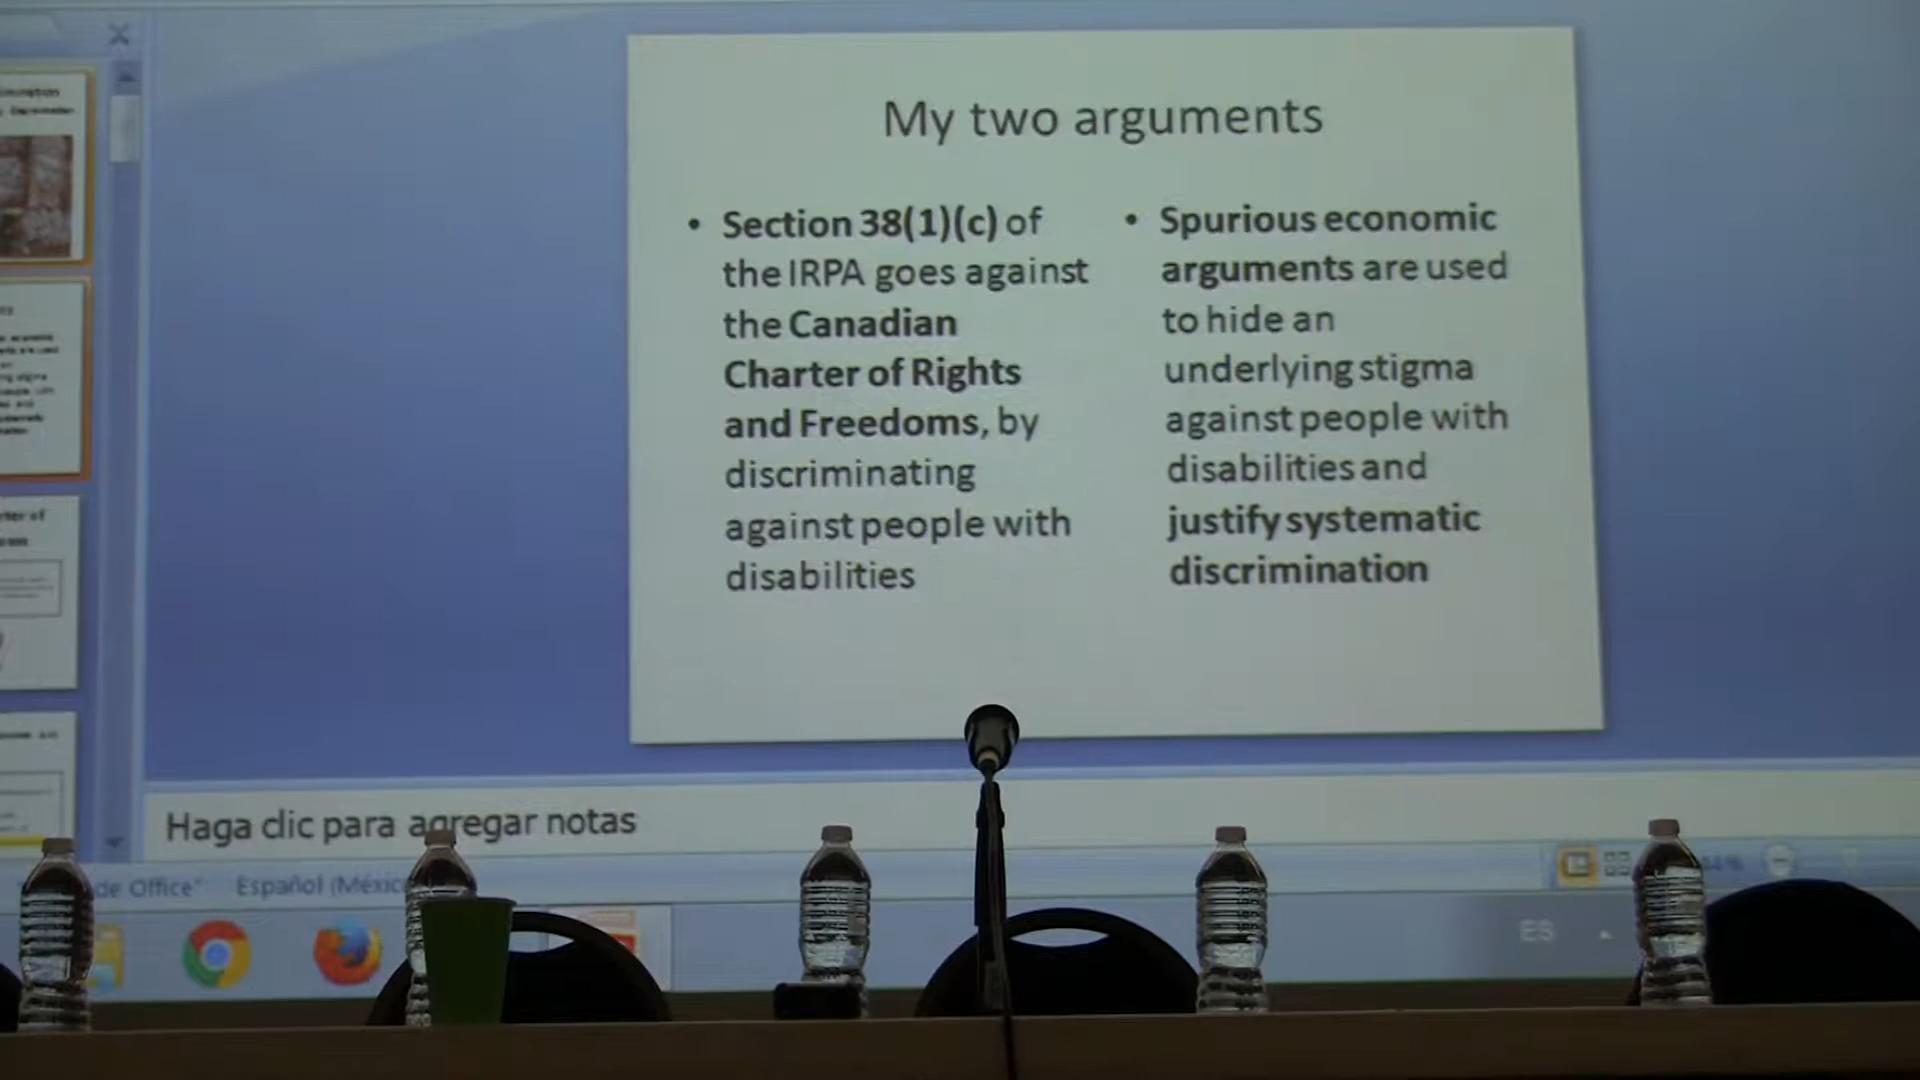 My two arguments
• Section 38(1)(c) of
the IRPA goes against
the Canadian
Charter of Rights
and Freedoms, by
discriminating
against people with
disabilities
• Spurious economic
arguments are used
to hide an
underlying stigma
against people with
disabilities and
justify systematic
discrimination
Haga clic para agregar notas
de Office" Español (México
ES